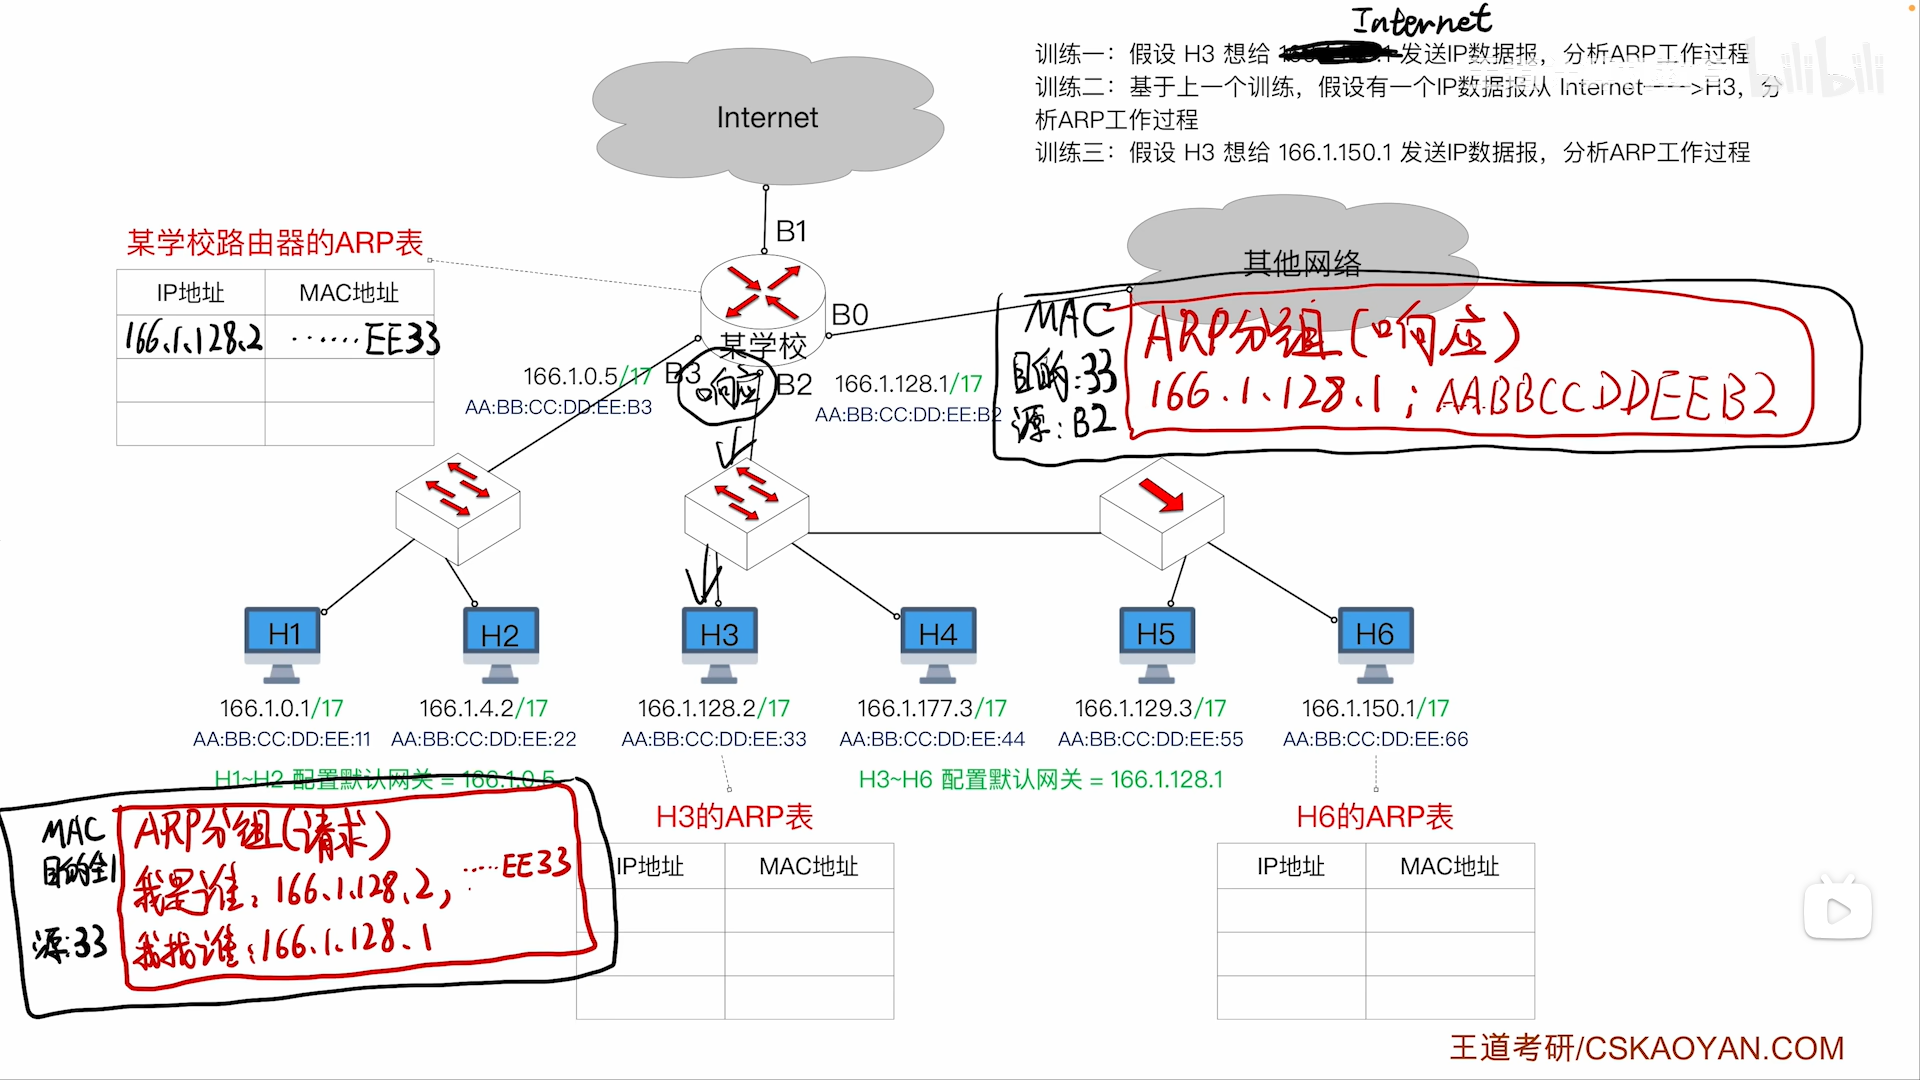 Internet
训练一：假设 H3 想给 发送IP数据报，分析ARP工作过程
训练二：基于上一个训练，假设有一个IP数据报从 Internet---->H3，分
析ARP工作过程
训练三：假设 H3 想给 166.1.150.1 发送IP数据报，分析ARP工作过程
bilibili
Internet
B1
某学校路由器的ARP表
IP地址 MAC地址
166.1.128.2 ……EE33
其他网络
B0
某学校
B3
B2
响应
166.1.0.5/17
AA:BB:CC:DD:EE:B3
166.1.128.1/17
AA:BB:CC:DD:EE:B2
MAC
目的:33
源:B2
ARP分组(响应)
166.1.128.1; AABBCCDDEEB2
H1
H2
H3
H4
H5
H6
166.1.0.1/17
166.1.4.2/17
166.1.128.2/17
166.1.177.3/17
166.1.129.3/17
166.1.150.1/17
AA:BB:CC:DD:EE:11
AA:BB:CC:DD:EE:22
AA:BB:CC:DD:EE:33
AA:BB:CC:DD:EE:44
AA:BB:CC:DD:EE:55
AA:BB:CC:DD:EE:66
H1~H2 配置默认网关 = 166.1.0.5
H3~H6 配置默认网关 = 166.1.128.1
MAC
目的全1
源:33
ARP分组(请求)
我是谁: 166.1.128.2, ……EE33
我找谁: 166.1.128.1
H3的ARP表
IP地址 MAC地址
H6的ARP表
IP地址 MAC地址
王道考研/CSKAOYAN.COM